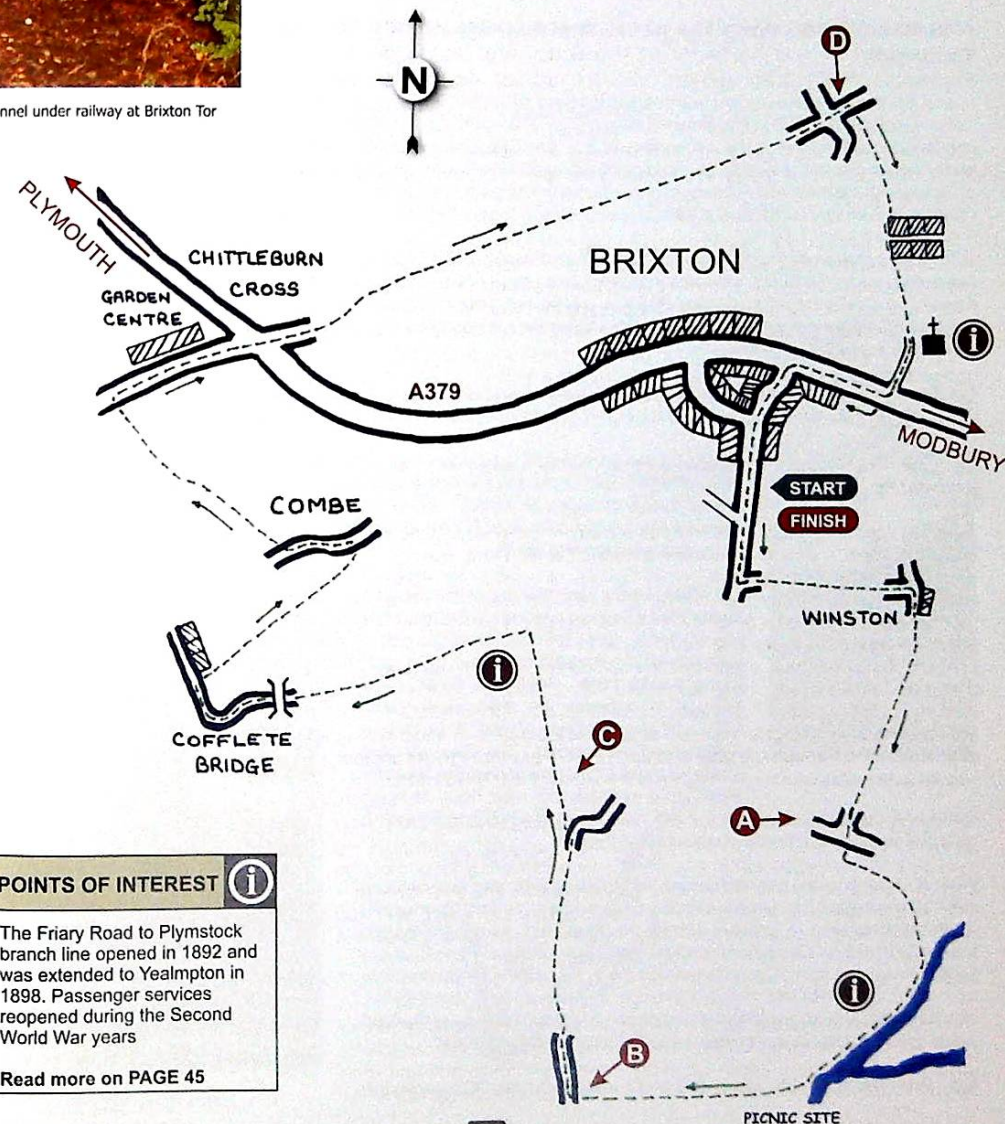 nnel under railway at Brixton Tor
N
D
PLYMOUTH
CHITTLEBURN
CROSS
GARDEN
CENTRE
BRIXTON
i
A379
MODBURY
START
FINISH
COMBE
WINSTON
i
COFFLETE
BRIDGE
C
A
POINTS OF INTEREST i
The Friary Road to Plymstock
branch line opened in 1892 and
was extended to Yealmpton in
1898. Passenger services
reopened during the Second
World War years
Read more on PAGE 45
i
B
PICNIC SITE